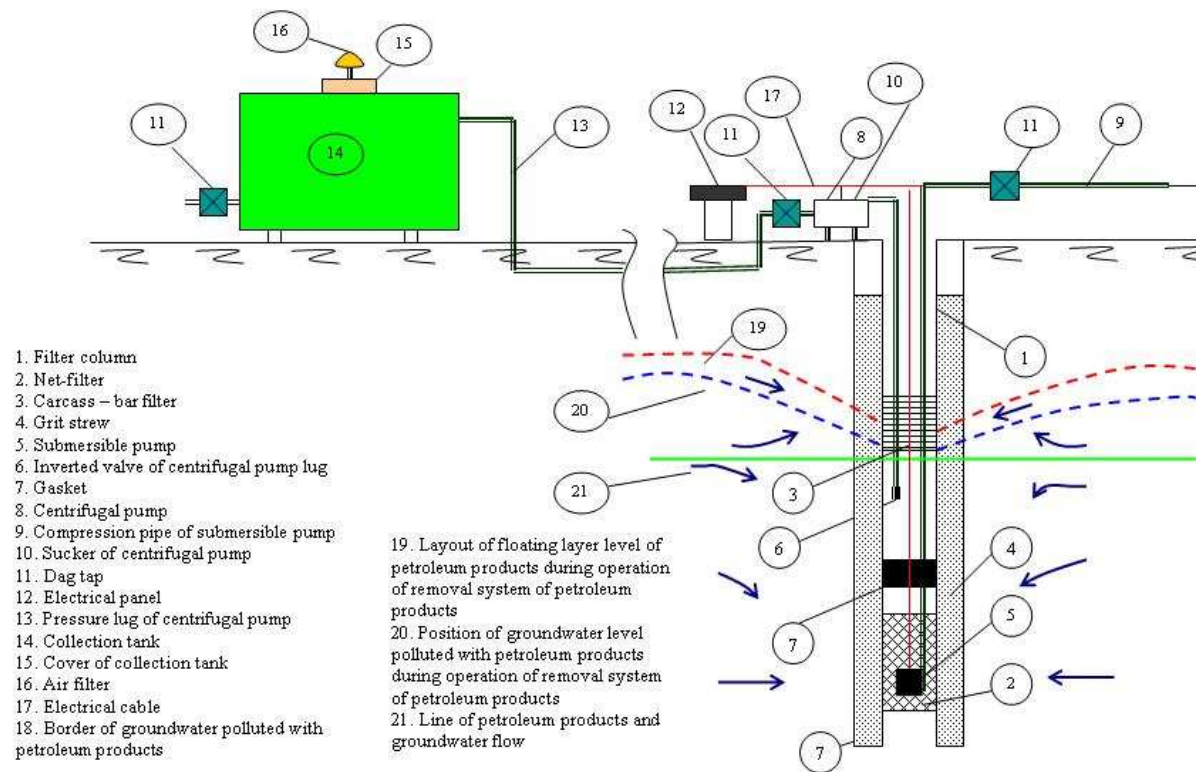 16
15
10
12
17
11
11
8
11
9
14
13
19
1
20
3
21
6
4
7
5
2
7
1. Filter column
2. Net-filter
3. Carcass – bar filter
4. Grit strew
5. Submersible pump
6. Inverted valve of centrifugal pump lug
7. Gasket
8. Centrifugal pump
9. Compression pipe of submersible pump
10. Sucker of centrifugal pump
11. Dag tap
12. Electrical panel
13. Pressure lug of centrifugal pump
14. Collection tank
15. Cover of collection tank
16. Air filter
17. Electrical cable
18. Border of groundwater polluted with
petroleum products
19. Layout of floating layer level of
petroleum products during operation
of removal system of petroleum
products
20. Position of groundwater level
polluted with petroleum products
during operation of removal system
of petroleum products
21. Line of petroleum products and
groundwater flow